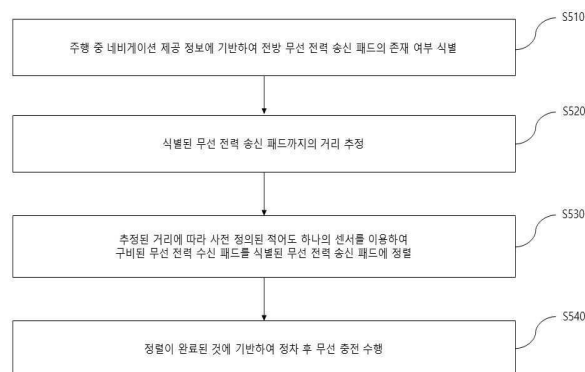 S510
주행 중 네비게이션 제공 정보에 기반하여 전방 무선 전력 송신 패드의 존재 여부 식별
S520
식별된 무선 전력 송신 패드까지의 거리 추정
S530
추정된 거리에 따라 사전 정의된 적어도 하나의 센서를 이용하여
구비된 무선 전력 수신 패드를 식별된 무선 전력 송신 패드에 정렬
S540
정렬이 완료된 것에 기반하여 정차 후 무선 충전 수행